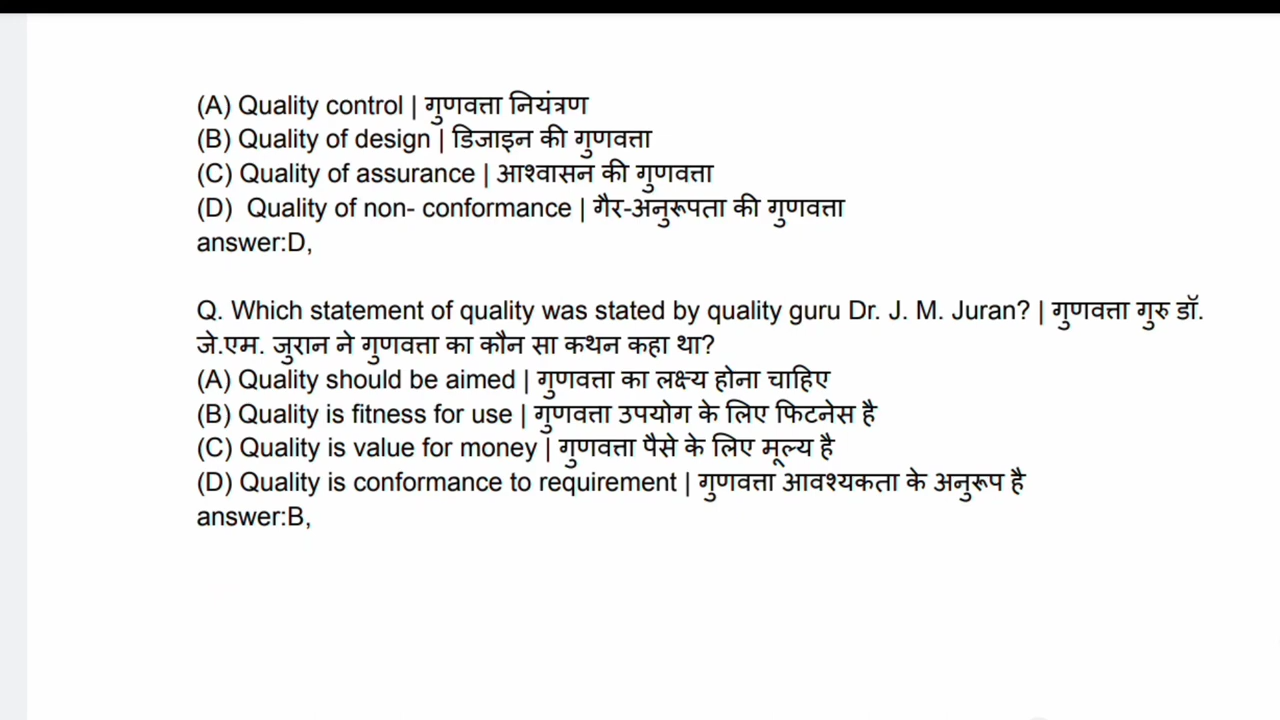 (A) Quality control | गुणवत्ता नियंत्रण
(B) Quality of design | डिजाइन की गुणवत्ता
(C) Quality of assurance | आश्वासन की गुणवत्ता
(D)  Quality of non- conformance | गैर-अनुरूपता की गुणवत्ता
answer:D,
Q. Which statement of quality was stated by quality guru Dr. J. M. Juran? | गुणवत्ता गुरु डॉ.
जे.एम. जुरान ने गुणवत्ता का कौन सा कथन कहा था?
(A) Quality should be aimed | गुणवत्ता का लक्ष्य होना चाहिए
(B) Quality is fitness for use | गुणवत्ता उपयोग के लिए फिटनेस है
(C) Quality is value for money | गुणवत्ता पैसे के लिए मूल्य है
(D) Quality is conformance to requirement | गुणवत्ता आवश्यकता के अनुरूप है
answer:B,